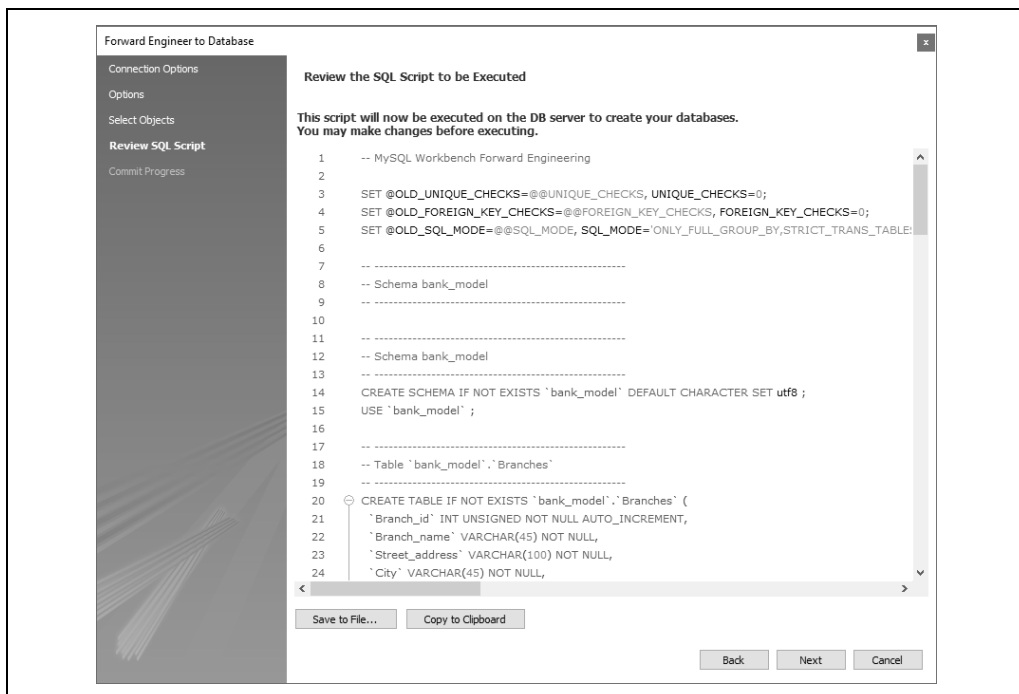 Forward Engineer to Database
x
Connection Options
Options
Select Objects
Review SQL Script
Commit Progress
Review the SQL Script to be Executed
This script will now be executed on the DB server to create your databases.
You may make changes before executing.
1 -- MySQL Workbench Forward Engineering
2
3 SET @OLD_UNIQUE_CHECKS=@@UNIQUE_CHECKS, UNIQUE_CHECKS=0;
4 SET @OLD_FOREIGN_KEY_CHECKS=@@FOREIGN_KEY_CHECKS, FOREIGN_KEY_CHECKS=0;
5 SET @OLD_SQL_MODE=@@SQL_MODE, SQL_MODE='ONLY_FULL_GROUP_BY,STRICT_TRANS_TABLES
6
7 -- -----------------------------------------------------
8 -- Schema bank_model
9 -- -----------------------------------------------------
10
11 -- -----------------------------------------------------
12 -- Schema bank_model
13 -- -----------------------------------------------------
14 CREATE SCHEMA IF NOT EXISTS `bank_model` DEFAULT CHARACTER SET utf8 ;
15 USE `bank_model` ;
16
17 -- -----------------------------------------------------
18 -- Table `bank_model`.`Branches`
19 -- -----------------------------------------------------
20 CREATE TABLE IF NOT EXISTS `bank_model`.`Branches` (
21 `Branch_id` INT UNSIGNED NOT NULL AUTO_INCREMENT,
22 `Branch_name` VARCHAR(45) NOT NULL,
23 `Street_address` VARCHAR(100) NOT NULL,
24 `City` VARCHAR(45) NOT NULL,
Save to File... Copy to Clipboard
Back Next Cancel